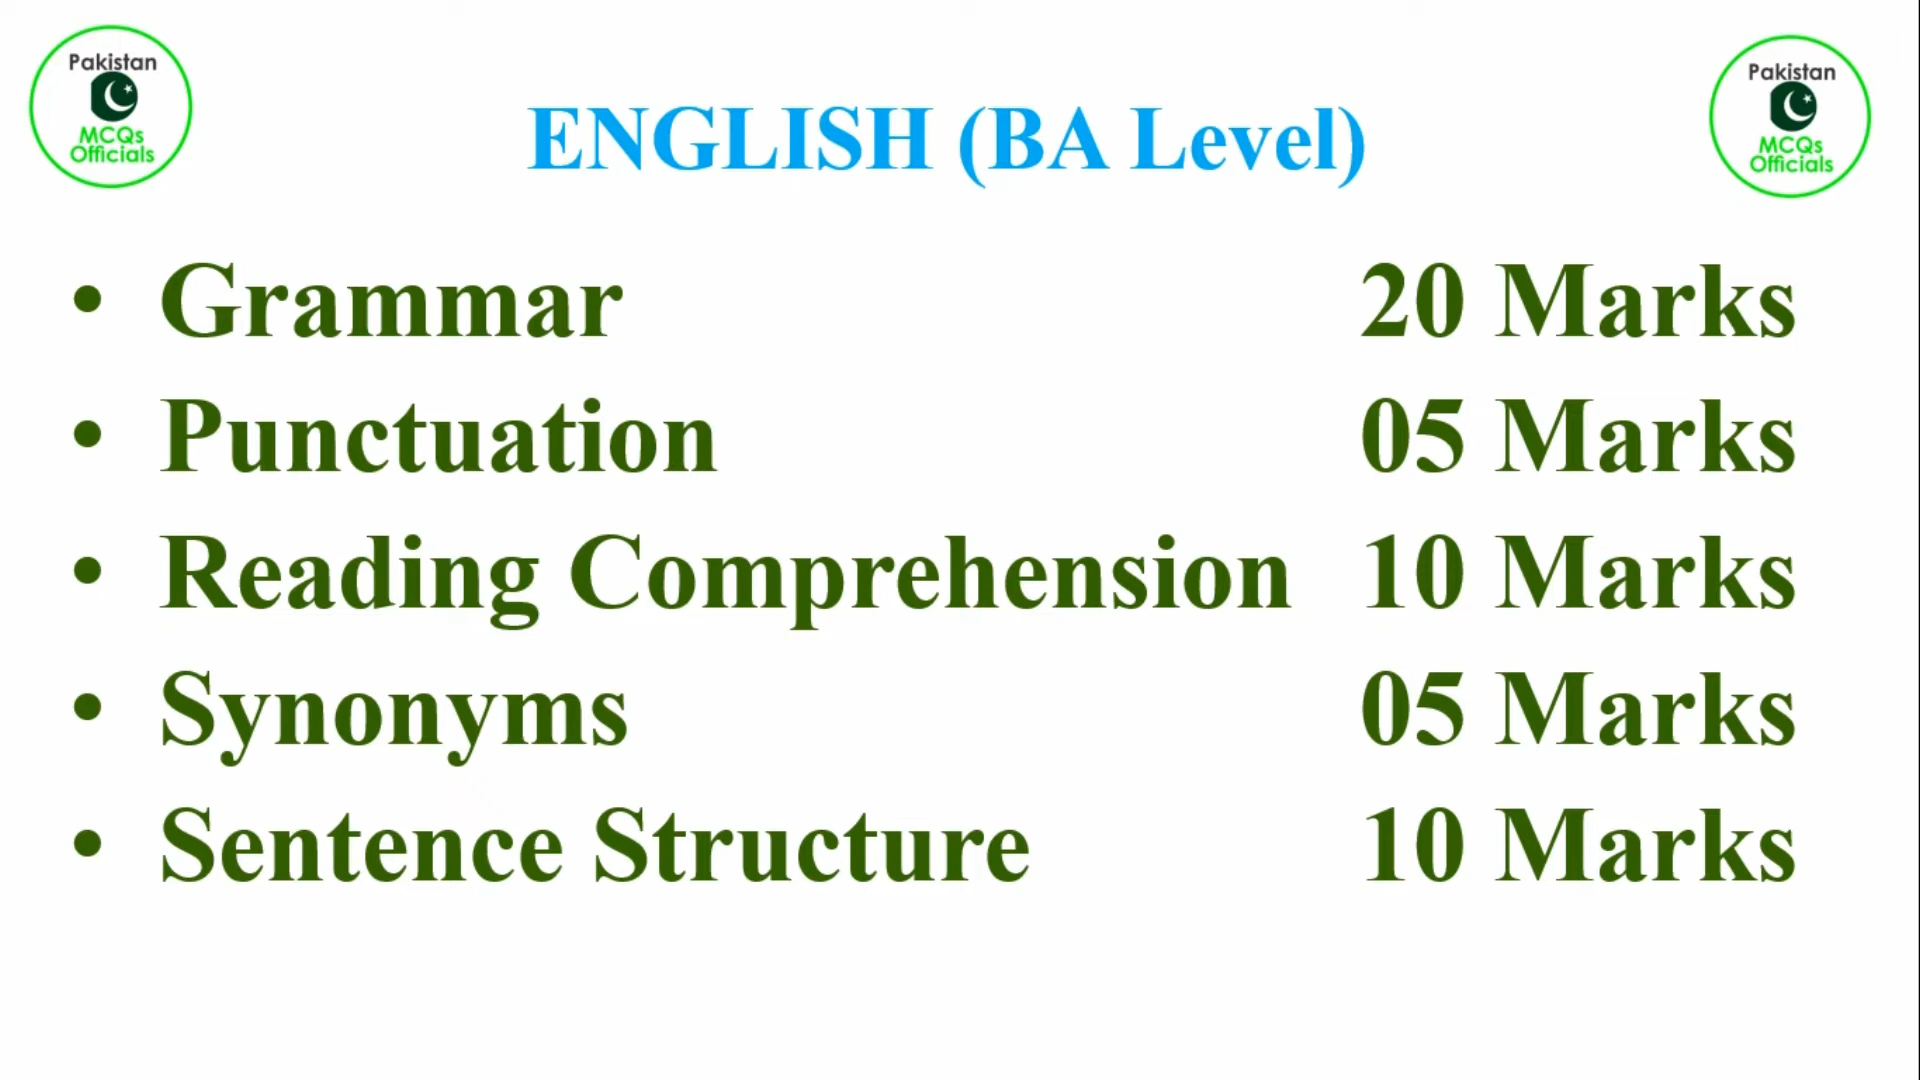 Pakistan
MCQs
Officials
Pakistan
MCQs
Officials
ENGLISH (BA Level)
• Grammar 20 Marks
• Punctuation 05 Marks
• Reading Comprehension 10 Marks
• Synonyms 05 Marks
• Sentence Structure 10 Marks